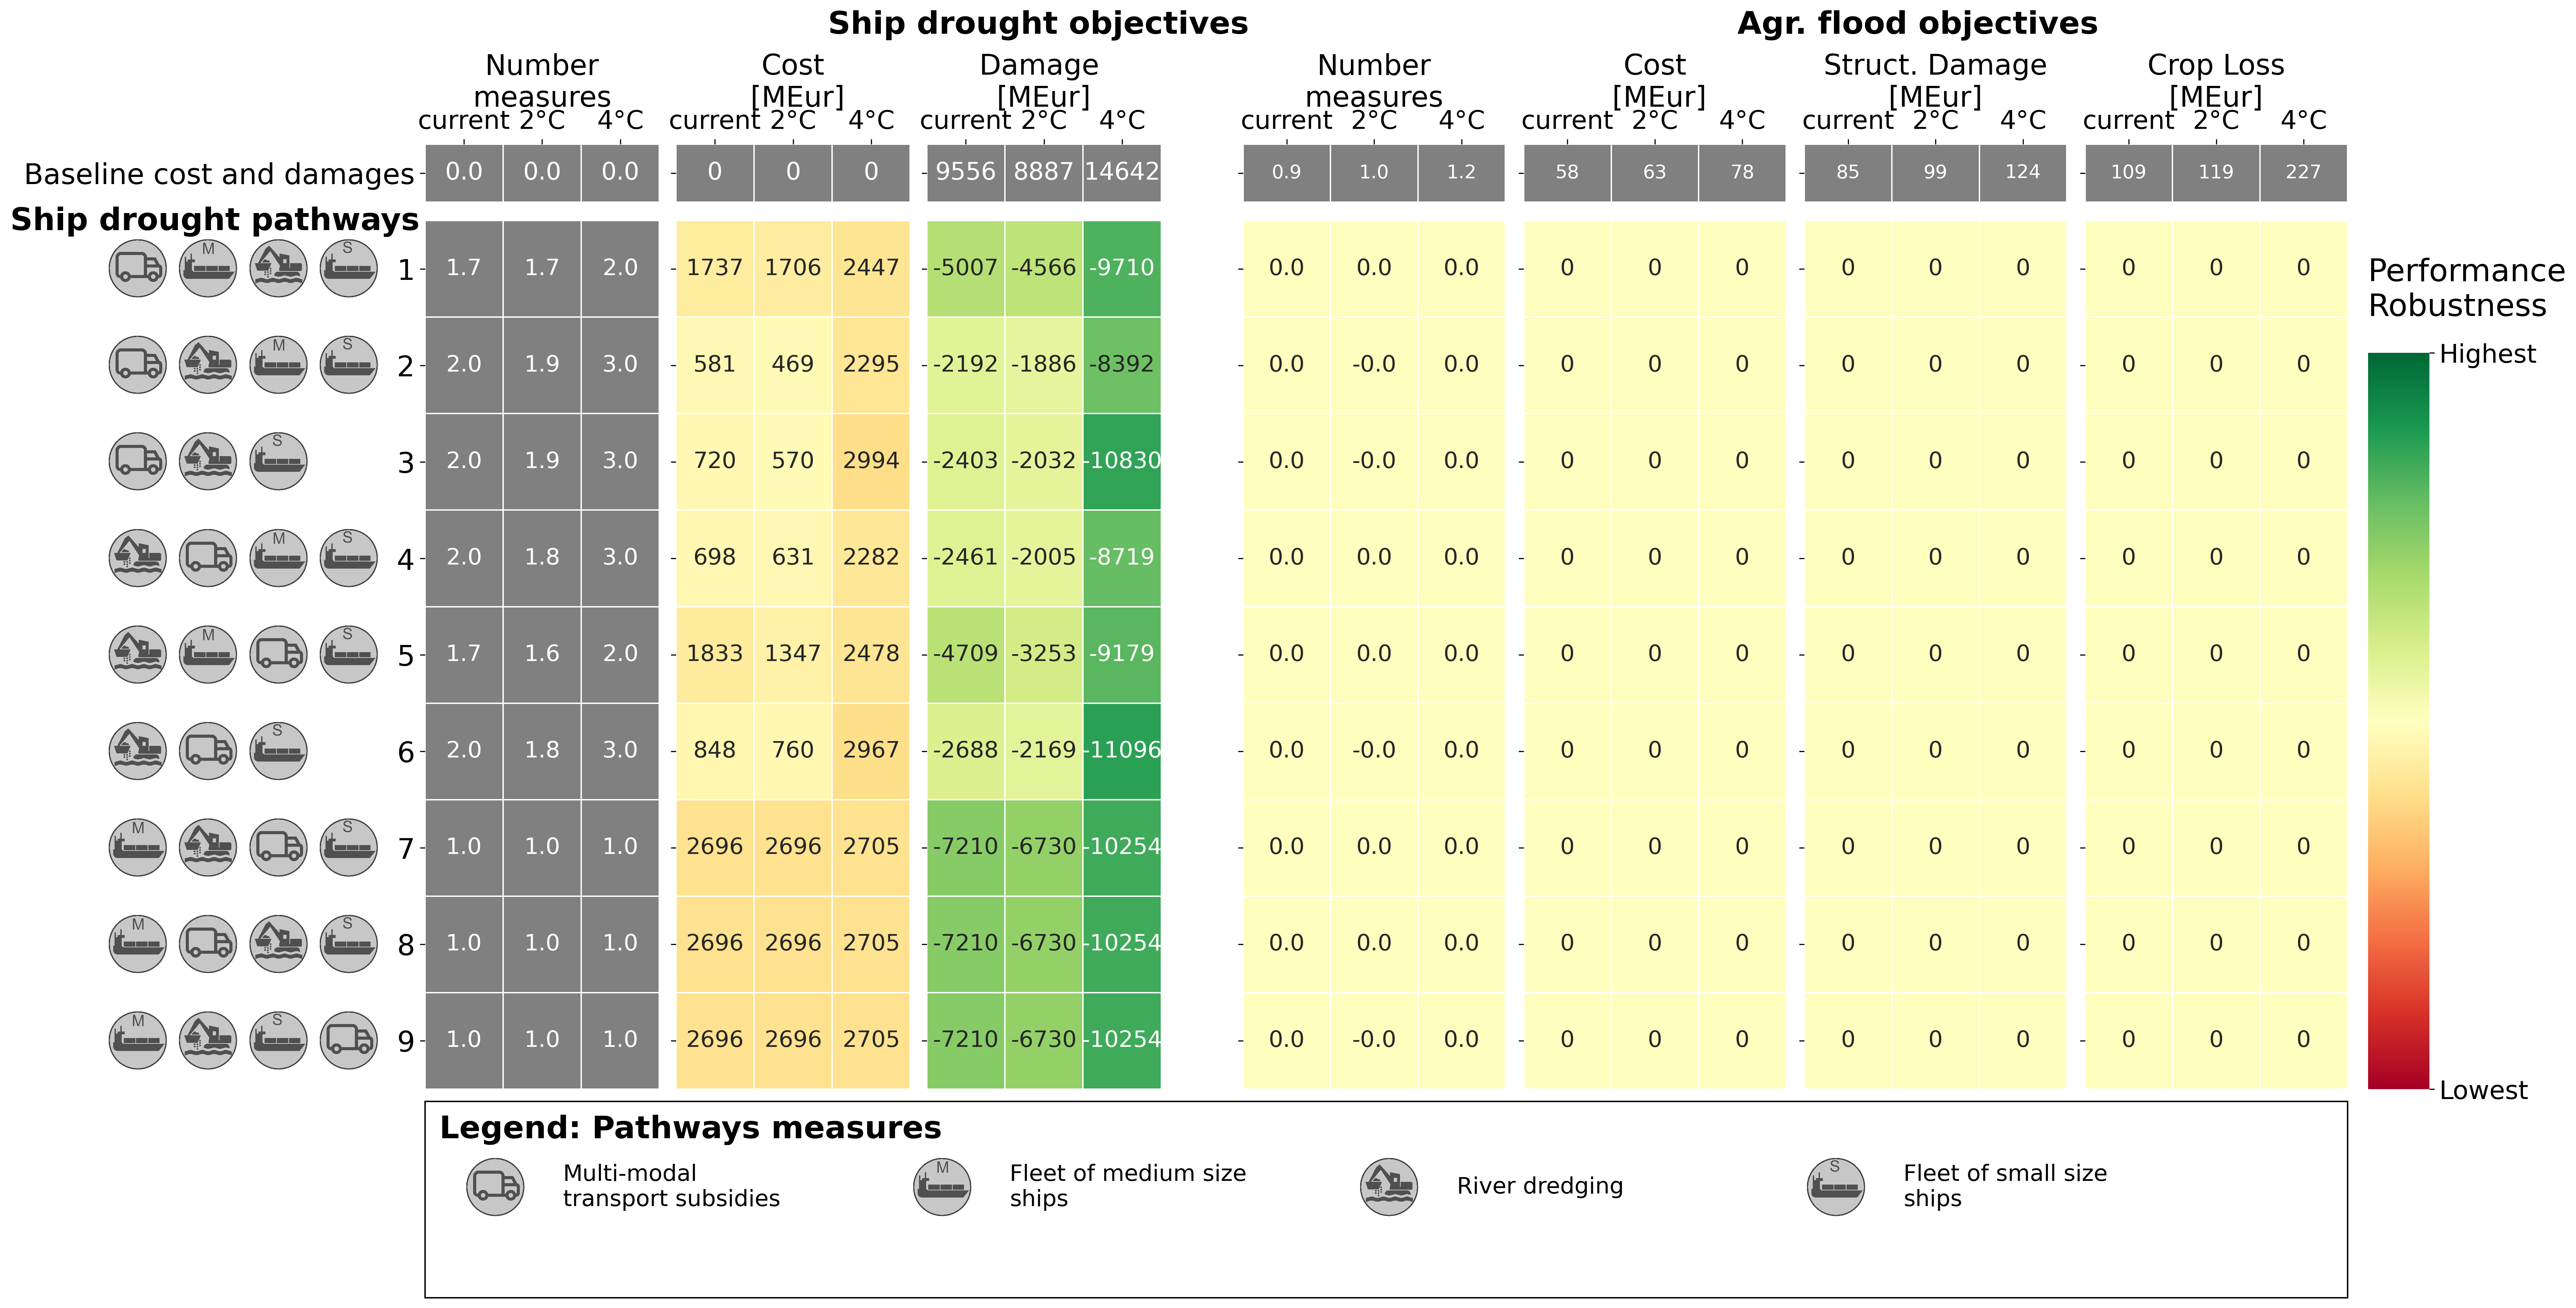 Ship drought objectives Agr. flood objectives
Number measures Cost [MEur] Damage [MEur] Number measures Cost [MEur] Struct. Damage [MEur] Crop Loss [MEur]
current 2°C 4°C current 2°C 4°C current 2°C 4°C current 2°C 4°C current 2°C 4°C current 2°C 4°C current 2°C 4°C
Baseline cost and damages 0.0 0.0 0.0 0 0 0 9556 8887 14642 0.9 1.0 1.2 58 63 78 85 99 124 109 119 227
Ship drought pathways
M S 1 1.7 1.7 2.0 1737 1706 2447 -5007 -4566 -9710 0.0 0.0 0.0 0 0 0 0 0 0 0 0 0
M S 2 2.0 1.9 3.0 581 469 2295 -2192 -1886 -8392 0.0 -0.0 0.0 0 0 0 0 0 0 0 0 0
S 3 2.0 1.9 3.0 720 570 2994 -2403 -2032 -10830 0.0 -0.0 0.0 0 0 0 0 0 0 0 0 0
M S 4 2.0 1.8 3.0 698 631 2282 -2461 -2005 -8719 0.0 0.0 0.0 0 0 0 0 0 0 0 0 0
M S 5 1.7 1.6 2.0 1833 1347 2478 -4709 -3253 -9179 0.0 0.0 0.0 0 0 0 0 0 0 0 0 0
S 6 2.0 1.8 3.0 848 760 2967 -2688 -2169 -11096 0.0 -0.0 0.0 0 0 0 0 0 0 0 0 0
M S 7 1.0 1.0 1.0 2696 2696 2705 -7210 -6730 -10254 0.0 0.0 0.0 0 0 0 0 0 0 0 0 0
M S 8 1.0 1.0 1.0 2696 2696 2705 -7210 -6730 -10254 0.0 0.0 0.0 0 0 0 0 0 0 0 0 0
M S 9 1.0 1.0 1.0 2696 2696 2705 -7210 -6730 -10254 0.0 -0.0 0.0 0 0 0 0 0 0 0 0 0
Performance
Robustness
Highest
Lowest
Legend: Pathways measures
Multi-modal
transport subsidies
M
Fleet of medium size
ships
River dredging
S
Fleet of small size
ships